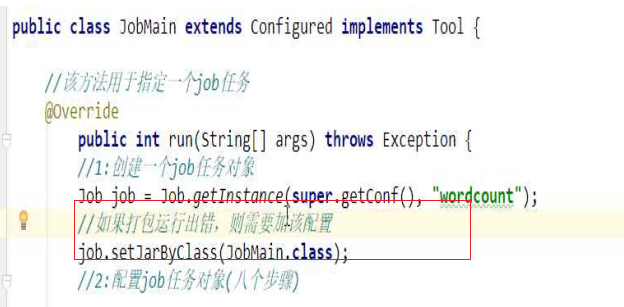 public class JobMain extends Configured implements Tool {
//该方法用于指定一个job任务
@Override
public int run(String[] args) throws Exception {
//1:创建一个job任务对象
Job job = Job.getInstance(super.getConf(), "wordcount");
//如果打包运行出错，则需要加该配置
job.setJarByClass(JobMain.class);
//2:配置job任务对象(八个步骤)